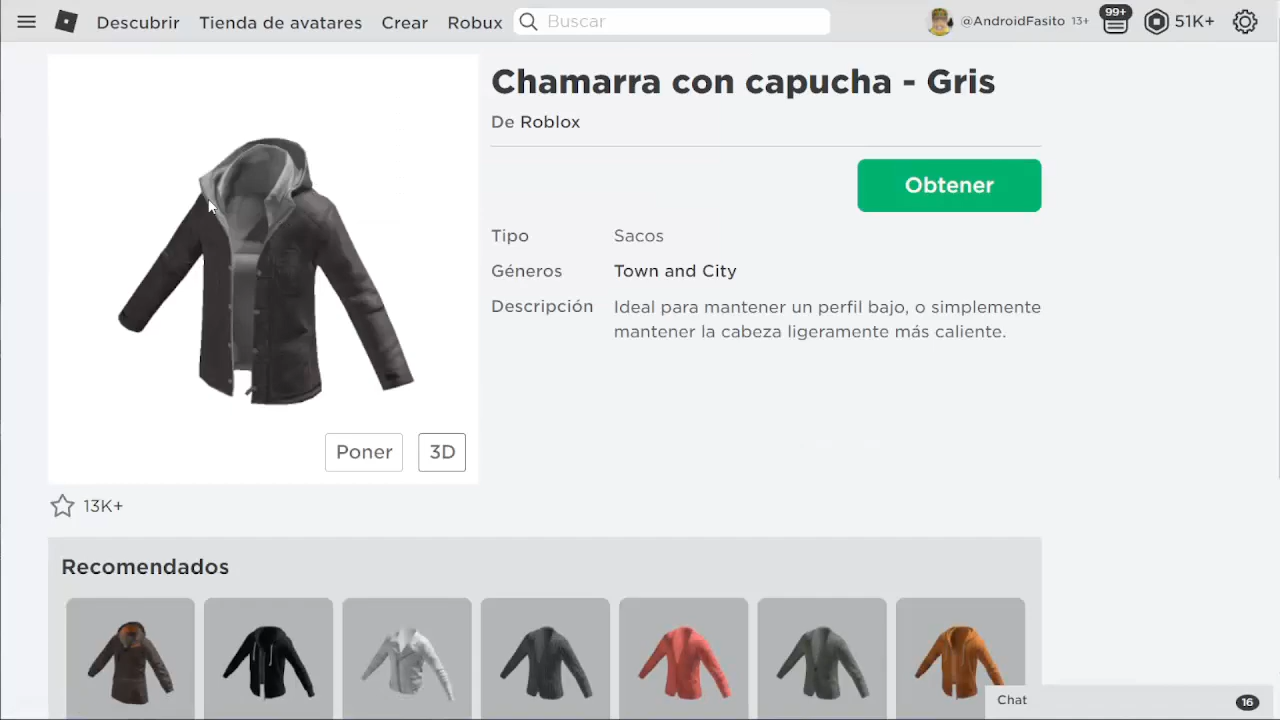 Descubrir Tienda de avatares Crear Robux Buscar @AndroidFasito 13+ 99+ 51K+
Chamarra con capucha - Gris
De Roblox
Obtener
Tipo Sacos
Géneros Town and City
Descripción Ideal para mantener un perfil bajo, o simplemente
mantener la cabeza ligeramente más caliente.
Poner 3D
13K+
Recomendados
Chat 16